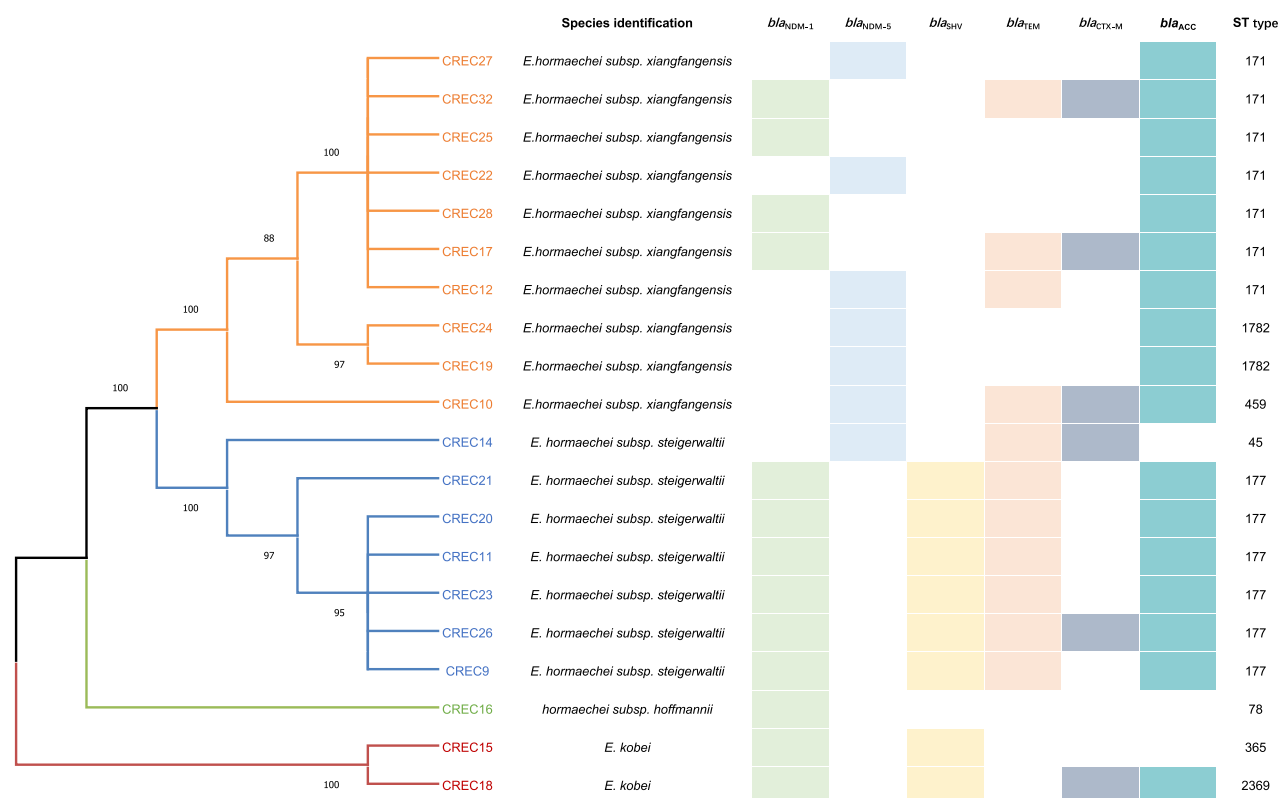 Species identification blaNDM-1 blaNDM-5 blaSHV blaTEM blaCTX-M blaACC ST type
CREC27 E.hormaechei subsp. xiangfangensis 171
CREC32 E.hormaechei subsp. xiangfangensis 171
CREC25 E.hormaechei subsp. xiangfangensis 171
100
CREC22 E.hormaechei subsp. xiangfangensis 171
CREC28 E.hormaechei subsp. xiangfangensis 171
88
CREC17 E.hormaechei subsp. xiangfangensis 171
CREC12 E.hormaechei subsp. xiangfangensis 171
100
CREC24 E.hormaechei subsp. xiangfangensis 1782
97
CREC19 E.hormaechei subsp. xiangfangensis 1782
100
CREC10 E.hormaechei subsp. xiangfangensis 459
CREC14 E. hormaechei subsp. steigerwaltii 45
CREC21 E. hormaechei subsp. steigerwaltii 177
100
CREC20 E. hormaechei subsp. steigerwaltii 177
97
CREC11 E. hormaechei subsp. steigerwaltii 177
CREC23 E. hormaechei subsp. steigerwaltii 177
95
CREC26 E. hormaechei subsp. steigerwaltii 177
CREC9 E. hormaechei subsp. steigerwaltii 177
CREC16 hormaechei subsp. hoffmannii 78
CREC15 E. kobei 365
100
CREC18 E. kobei 2369